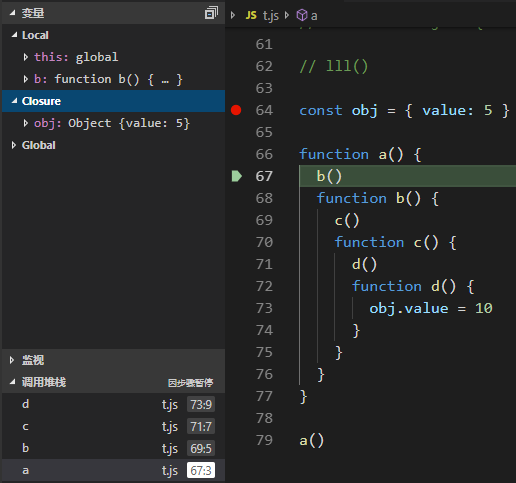 变量
Local
this: global
b: function b() { … }
Closure
obj: Object {value: 5}
Global
监视
调用堆栈 因步骤暂停
d t.js 73:9
c t.js 71:7
b t.js 69:5
a t.js 67:3
JS t.js › a
61
62 // lll()
63
64 const obj = { value: 5 }
65
66 function a() {
67 b()
68 function b() {
69 c()
70 function c() {
71 d()
72 function d() {
73 obj.value = 10
74 }
75 }
76 }
77 }
78
79 a()